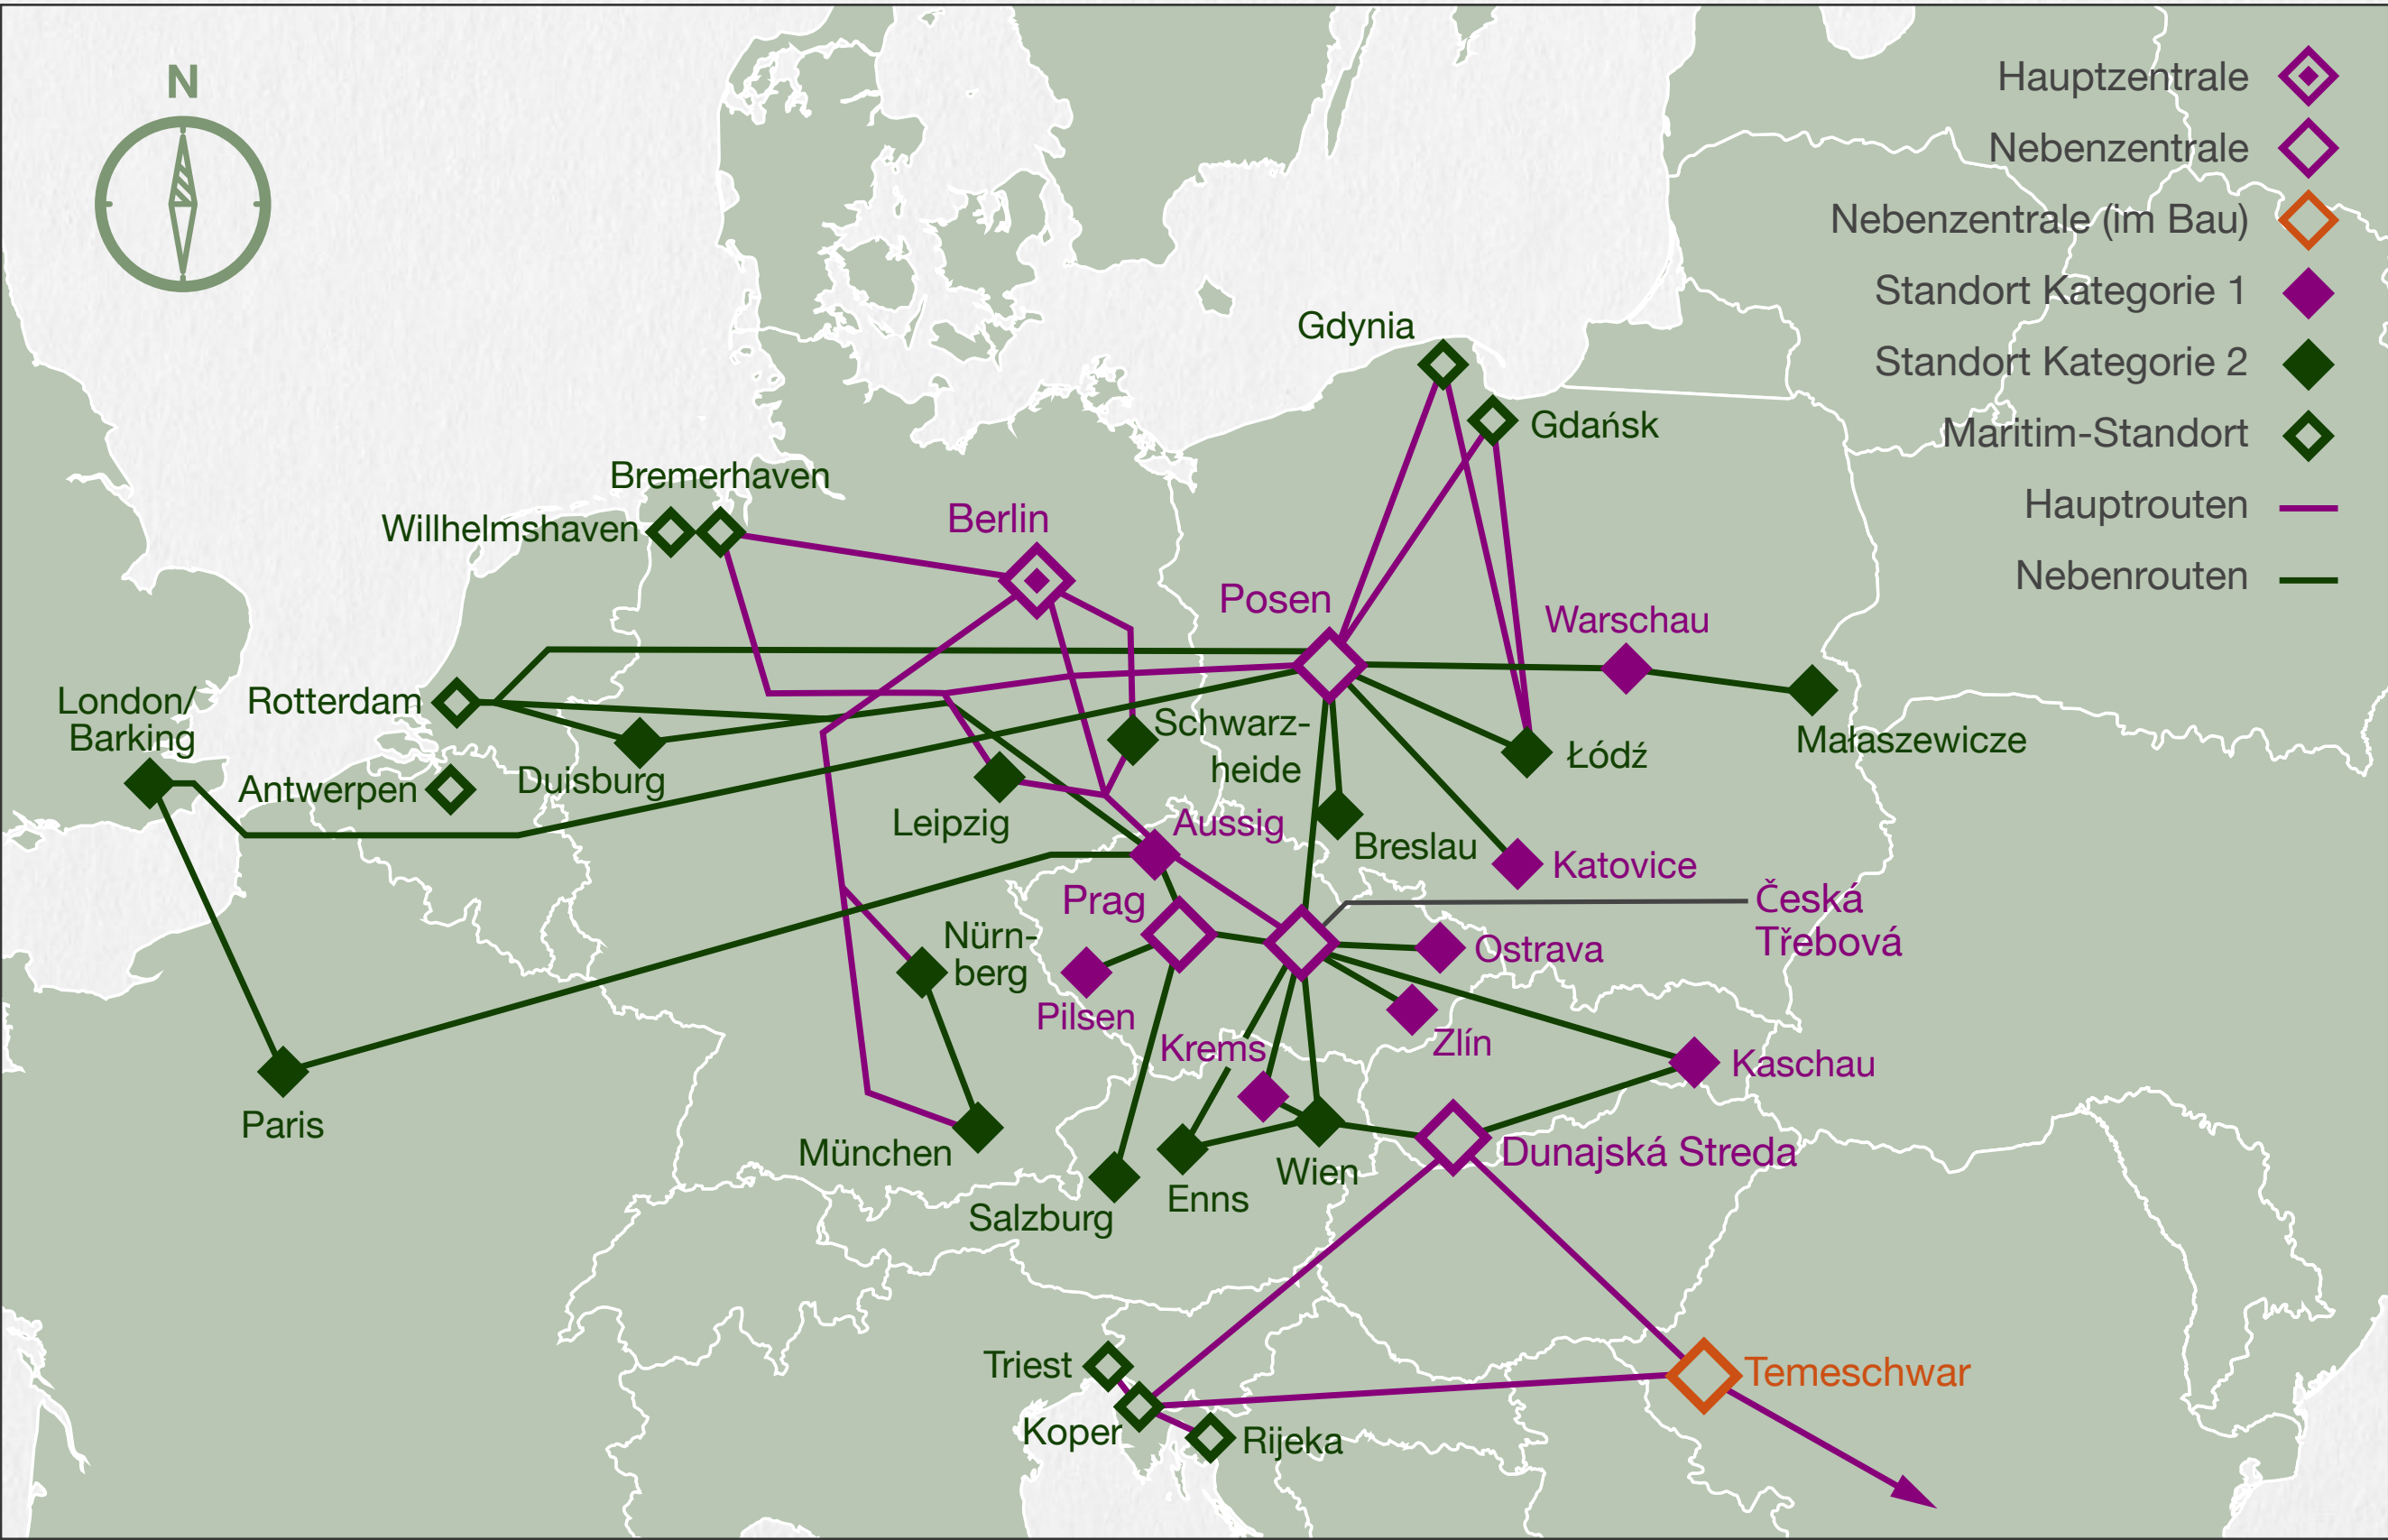 N
Hauptzentrale
Nebenzentrale
Nebenzentrale (im Bau)
Standort Kategorie 1
Standort Kategorie 2
Maritim-Standort
Hauptrouten
Nebenrouten
Gdynia
Gdańsk
Bremerhaven
Willhelmshaven
Berlin
Posen
Warschau
London/
Barking
Rotterdam
Antwerpen
Duisburg
Schwarz-
heide
Małaszewicze
Łódź
Leipzig
Aussig
Breslau
Katovice
Prag
Česká
Třebová
Nürn-
berg
Ostrava
Pilsen
Krems
Zlín
Kaschau
Paris
München
Dunajská Streda
Wien
Enns
Salzburg
Triest
Temeschwar
Koper
Rijeka